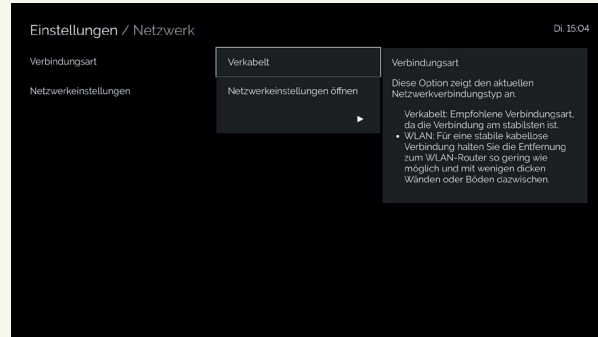 Einstellungen / Netzwerk
Di. 15:04
Verbindungsart
Verkabelt
Netzwerkeinstellungen
Netzwerkeinstellungen öffnen
Verbindungsart
Diese Option zeigt den aktuellen
Netzwerkverbindungstyp an.
Verkabelt: Empfohlene Verbindungsart,
da die Verbindung am stabilsten ist.
• WLAN: Für eine stabile kabellose
Verbindung halten Sie die Entfernung
zum WLAN-Router so gering wie
möglich und mit wenigen dicken
Wänden oder Böden dazwischen.